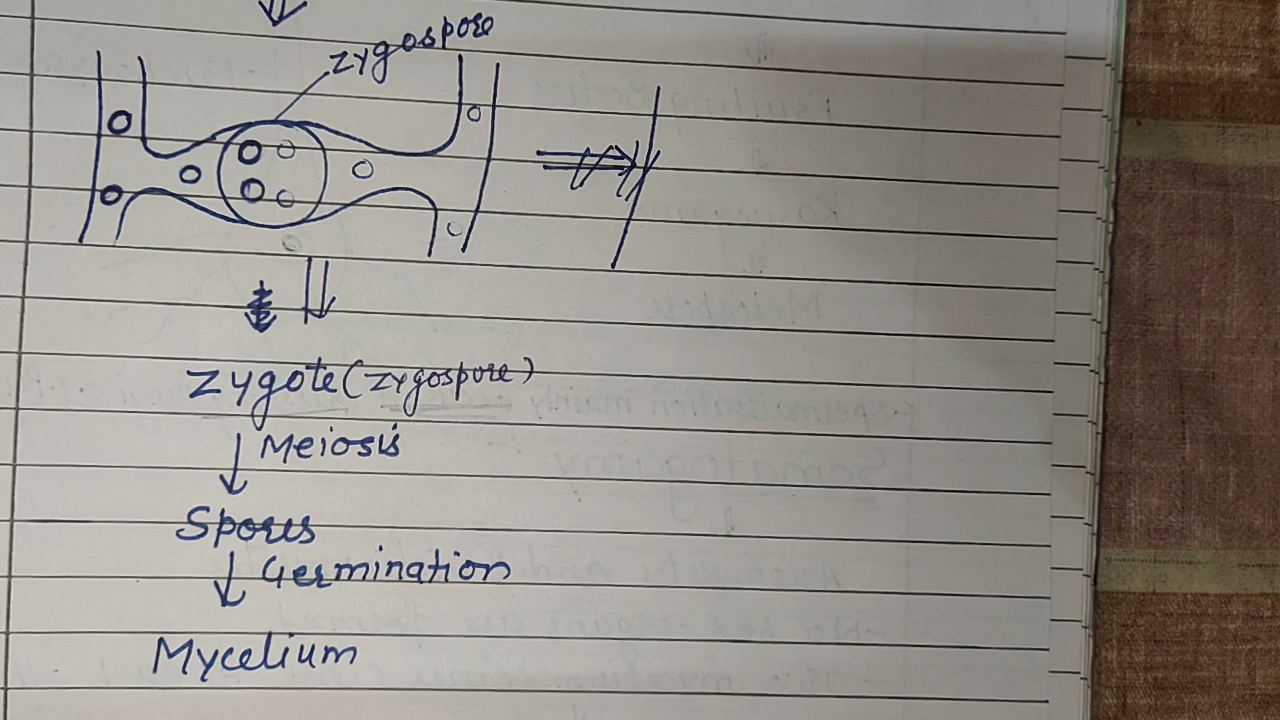 zygospore
Zygote (zygospore)
Meiosis
Spores
Germination
Mycelium